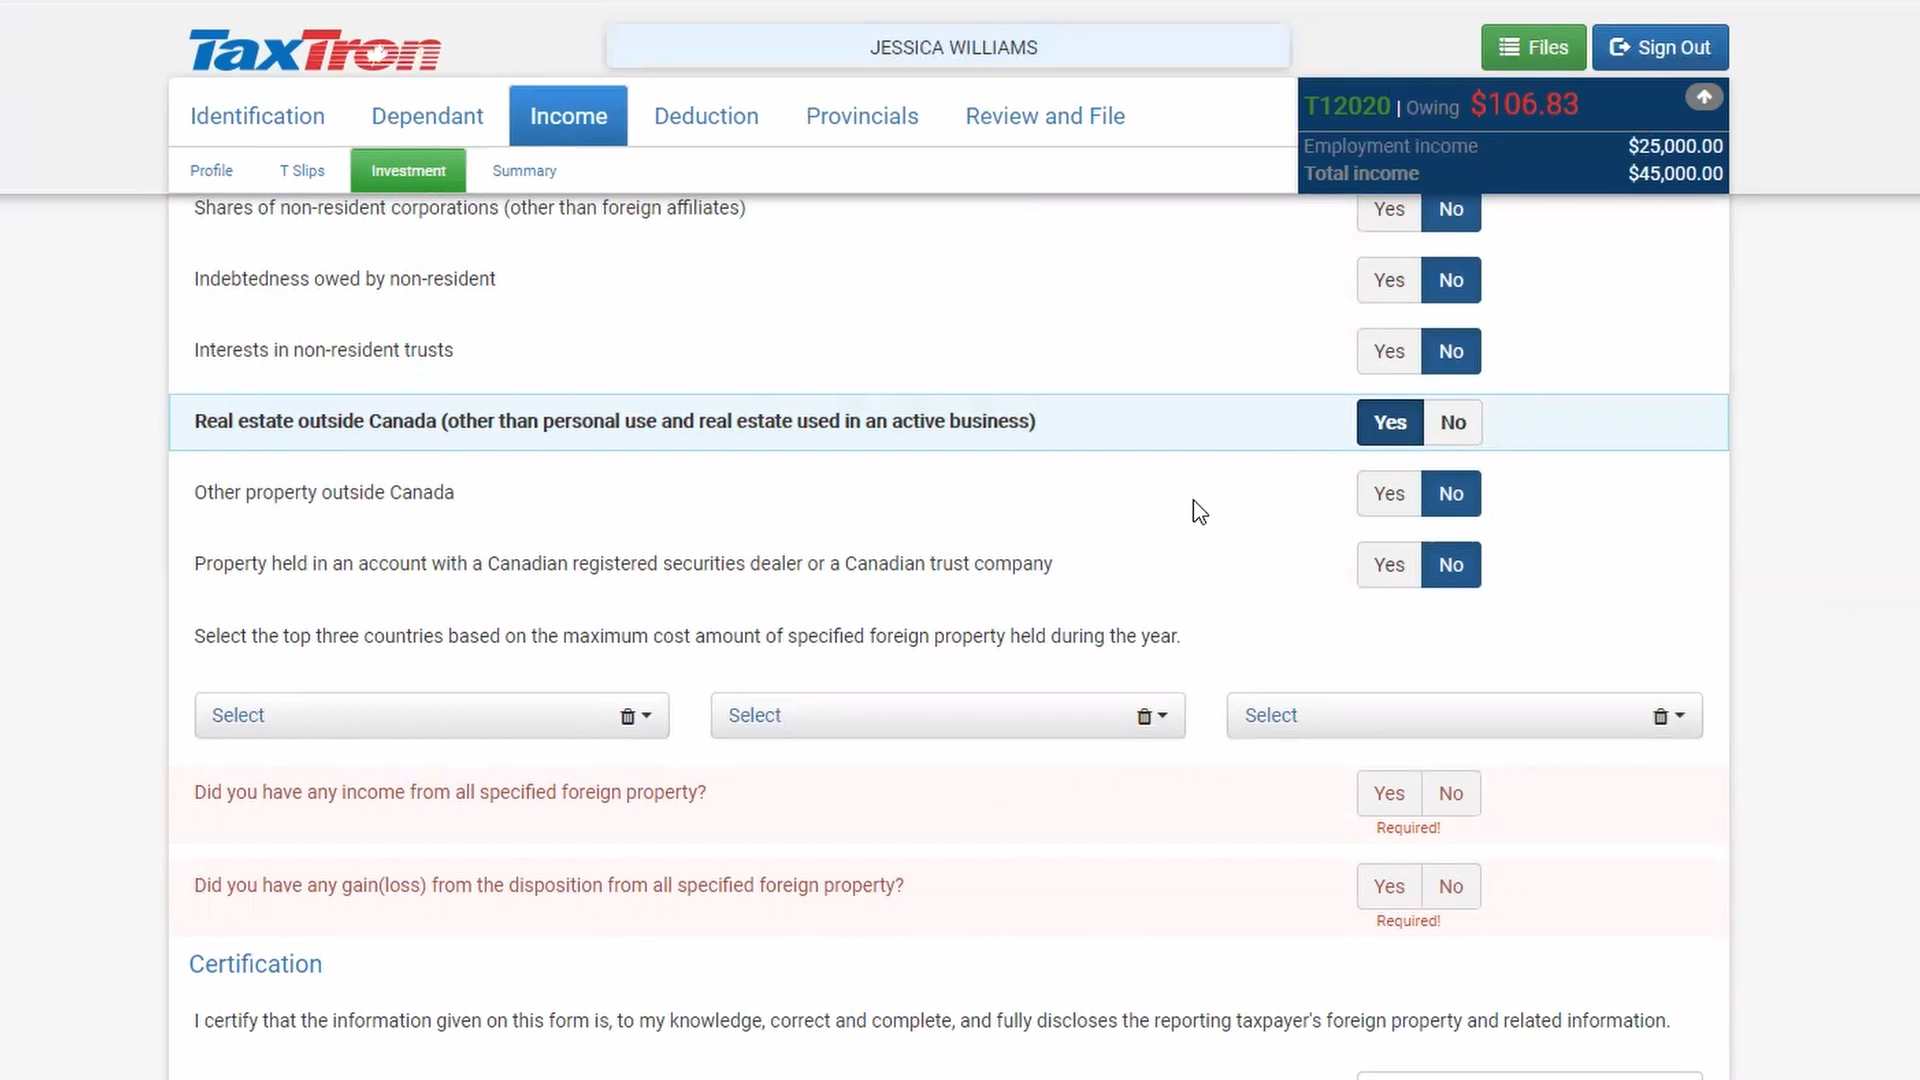 TaxTron
JESSICA WILLIAMS
Files
Sign Out
Identification
Dependant
Income
Deduction
Provincials
Review and File
T12020 | Owing $106.83
Employment income $25,000.00
Total income $45,000.00
Profile
T Slips
Investment
Summary
Shares of non-resident corporations (other than foreign affiliates) Yes No
Indebtedness owed by non-resident Yes No
Interests in non-resident trusts Yes No
Real estate outside Canada (other than personal use and real estate used in an active business) Yes No
Other property outside Canada Yes No
Property held in an account with a Canadian registered securities dealer or a Canadian trust company Yes No
Select the top three countries based on the maximum cost amount of specified foreign property held during the year.
Select Select Select
Did you have any income from all specified foreign property? Yes No
Required!
Did you have any gain(loss) from the disposition from all specified foreign property? Yes No
Required!
Certification
I certify that the information given on this form is, to my knowledge, correct and complete, and fully discloses the reporting taxpayer's foreign property and related information.